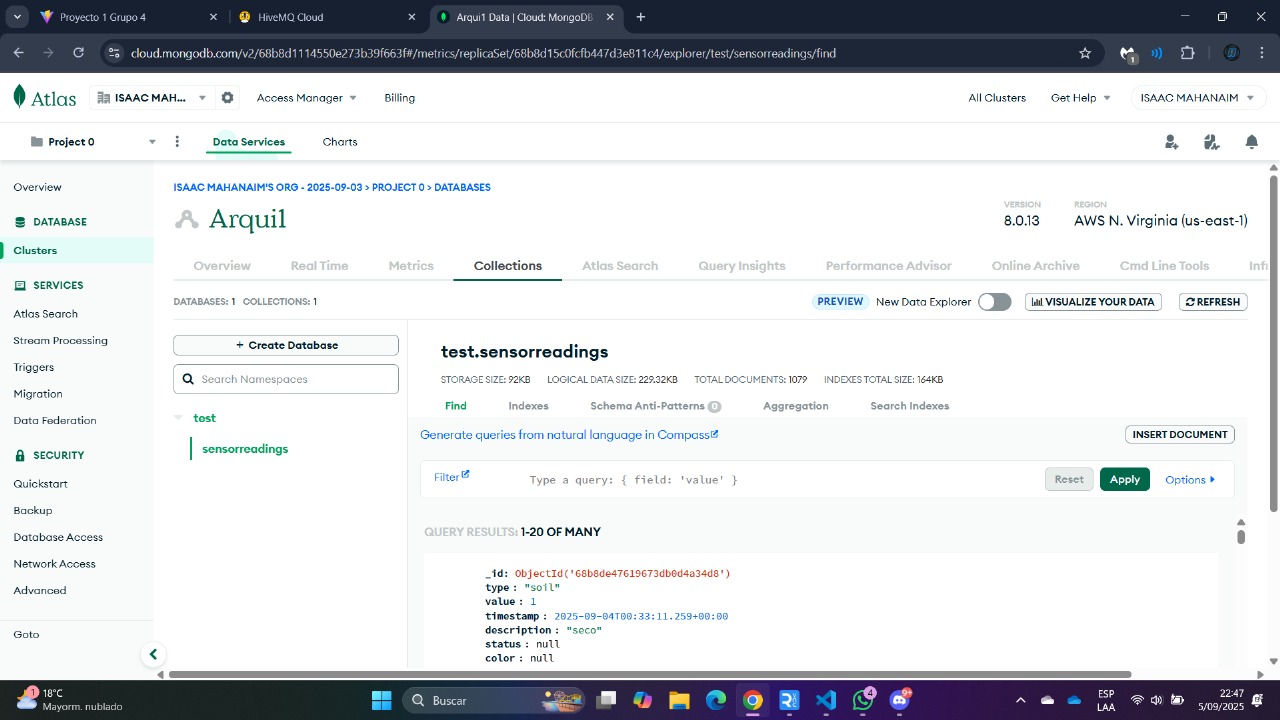 Proyecto 1 Grupo 4
HiveMQ Cloud
Arqui1 Data | Cloud: MongoDB
cloud.mongodb.com/v2/68b8d1114550e273b39f663f#/metrics/replicaSet/68b8d15c0fcfb447d3e811c4/explorer/test/sensorreadings/find
1
Atlas
ISAAC MAH...
Access Manager
Billing
All Clusters
Get Help
ISAAC MAHANAIM
Project 0
Data Services
Charts
Overview
DATABASE
Clusters
SERVICES
Atlas Search
Stream Processing
Triggers
Migration
Data Federation
SECURITY
Quickstart
Backup
Database Access
Network Access
Advanced
Goto
ISAAC MAHANAIM'S ORG - 2025-09-03 > PROJECT 0 > DATABASES
Arqui1
VERSION
8.0.13
REGION
AWS N. Virginia (us-east-1)
Overview
Real Time
Metrics
Collections
Atlas Search
Query Insights
Performance Advisor
Online Archive
Cmd Line Tools
DATABASES: 1 COLLECTIONS: 1
PREVIEW
New Data Explorer
VISUALIZE YOUR DATA
REFRESH
+ Create Database
Search Namespaces
test
sensorreadings
test.sensorreadings
STORAGE SIZE: 92KB
LOGICAL DATA SIZE: 229.32KB
TOTAL DOCUMENTS: 1079
INDEXES TOTAL SIZE: 164KB
Find
Indexes
Schema Anti-Patterns 0
Aggregation
Search Indexes
Generate queries from natural language in Compass
INSERT DOCUMENT
Filter
Type a query: { field: 'value' }
Reset
Apply
Options
QUERY RESULTS: 1-20 OF MANY
_id: ObjectId('68b8de47619673db0d4a34d8')
type : "soil"
value : 1
timestamp : 2025-09-04T00:33:11.259+00:00
description : "seco"
status : null
color : null
1
18°C
Mayorm. nublado
Buscar
4
9+
ESP
LAA
22:47
5/09/2025